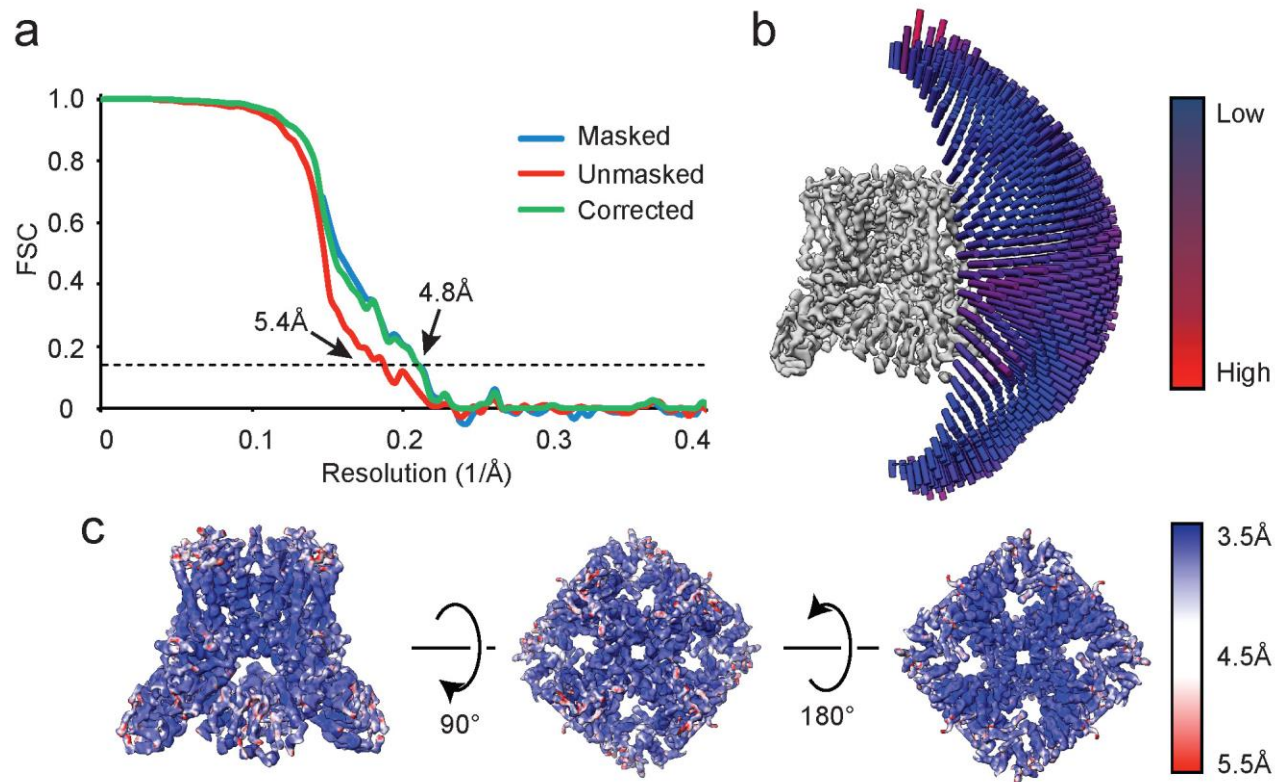 a
b
1.0
0.8
0.6
0.4
0.2
0
FSC
Masked
Unmasked
Corrected
5.4Å
4.8Å
0
0.1
0.2
0.3
0.4
Resolution (1/Å)
Low
High
c
90°
180°
3.5Å
4.5Å
5.5Å